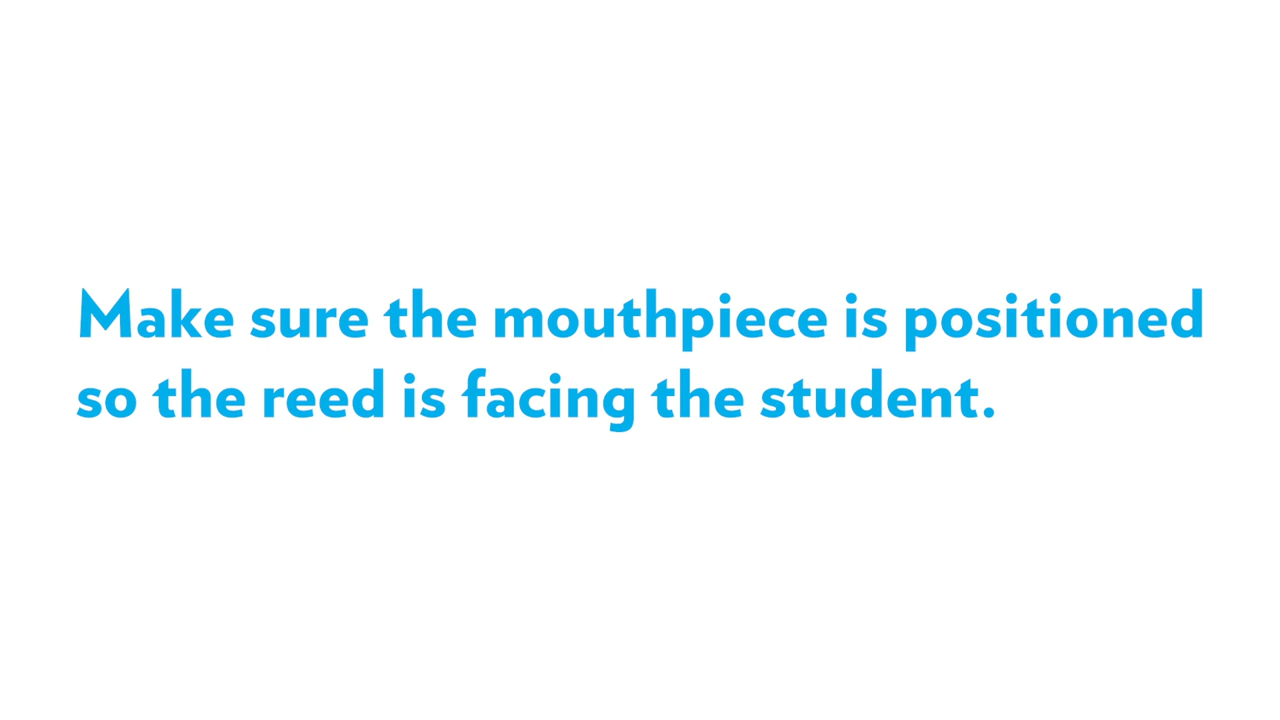 Make sure the mouthpiece is positioned
so the reed is facing the student.